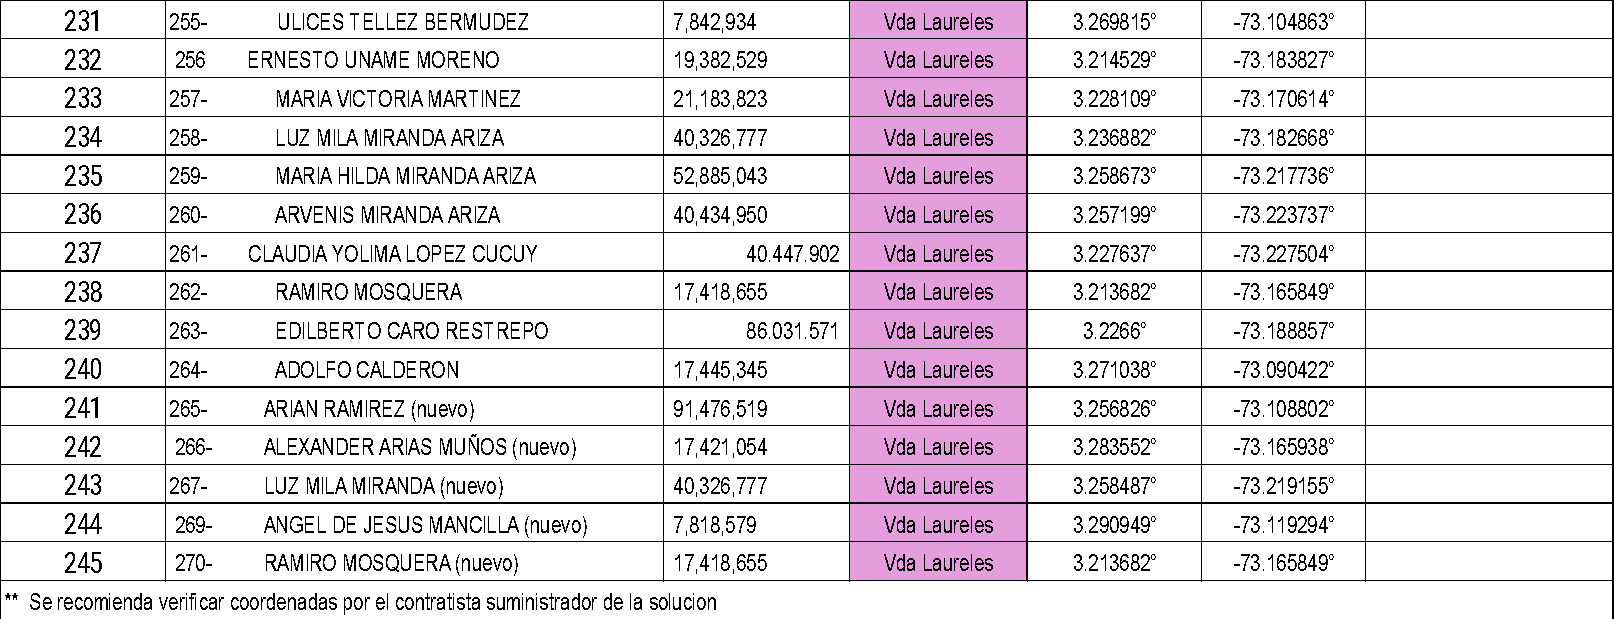 231 255- ULICES TELLEZ BERMUDEZ 7,842,934 Vda Laureles 3.269815° -73.104863°
232 256 ERNESTO UNAME MORENO 19,382,529 Vda Laureles 3.214529° -73.183827°
233 257- MARIA VICTORIA MARTINEZ 21,183,823 Vda Laureles 3.228109° -73.170614°
234 258- LUZ MILA MIRANDA ARIZA 40,326,777 Vda Laureles 3.236882° -73.182668°
235 259- MARIA HILDA MIRANDA ARIZA 52,885,043 Vda Laureles 3.258673° -73.217736°
236 260- ARVENIS MIRANDA ARIZA 40,434,950 Vda Laureles 3.257199° -73.223737°
237 261- CLAUDIA YOLIMA LOPEZ CUCUY 40.447.902 Vda Laureles 3.227637° -73.227504°
238 262- RAMIRO MOSQUERA 17,418,655 Vda Laureles 3.213682° -73.165849°
239 263- EDILBERTO CARO RESTREPO 86.031.571 Vda Laureles 3.2266° -73.188857°
240 264- ADOLFO CALDERON 17,445,345 Vda Laureles 3.271038° -73.090422°
241 265- ARIAN RAMIREZ (nuevo) 91,476,519 Vda Laureles 3.256826° -73.108802°
242 266- ALEXANDER ARIAS MUÑOS (nuevo) 17,421,054 Vda Laureles 3.283552° -73.165938°
243 267- LUZ MILA MIRANDA (nuevo) 40,326,777 Vda Laureles 3.258487° -73.219155°
244 269- ANGEL DE JESUS MANCILLA (nuevo) 7,818,579 Vda Laureles 3.290949° -73.119294°
245 270- RAMIRO MOSQUERA (nuevo) 17,418,655 Vda Laureles 3.213682° -73.165849°
** Se recomienda verificar coordenadas por el contratista suministrador de la solucion